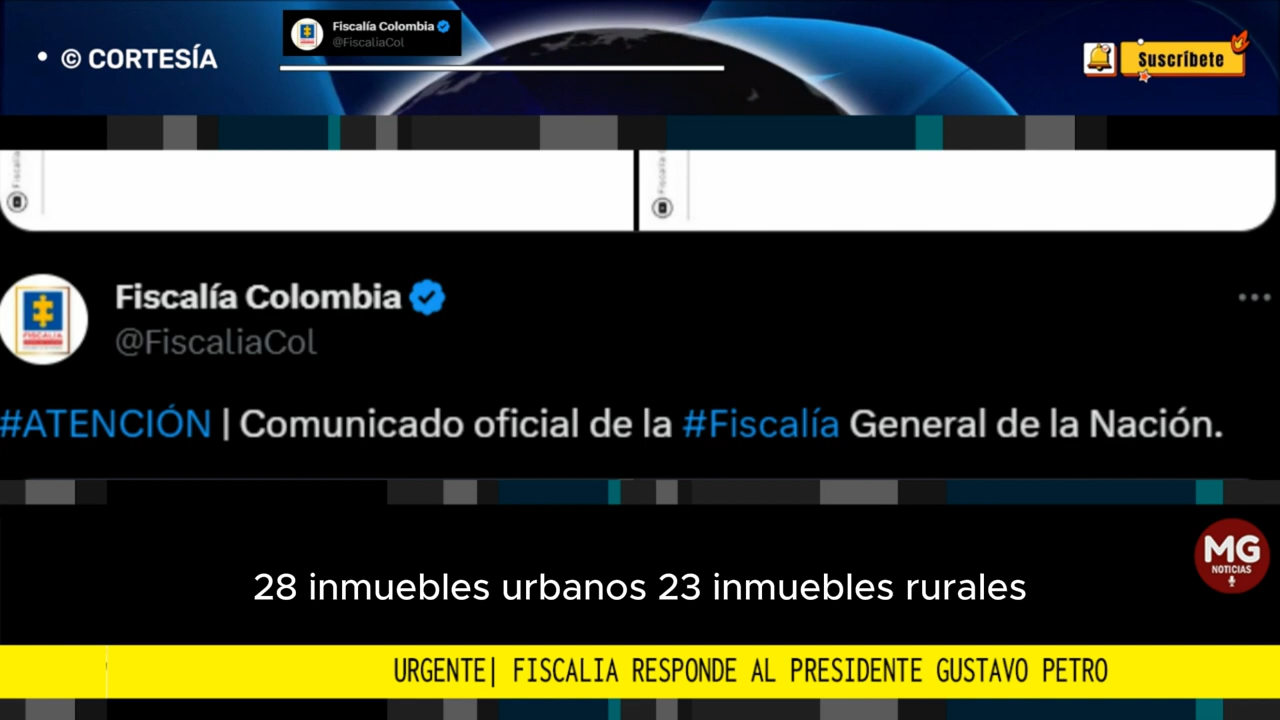 • © CORTESÍA
Fiscalía Colombia
@FiscaliaCol
Suscríbete
Fiscalía Colombia
@FiscaliaCol
#ATENCIÓN | Comunicado oficial de la #Fiscalía General de la Nación.
MG
NOTICIAS
28 inmuebles urbanos 23 inmuebles rurales
URGENTE| FISCALIA RESPONDE AL PRESIDENTE GUSTAVO PETRO